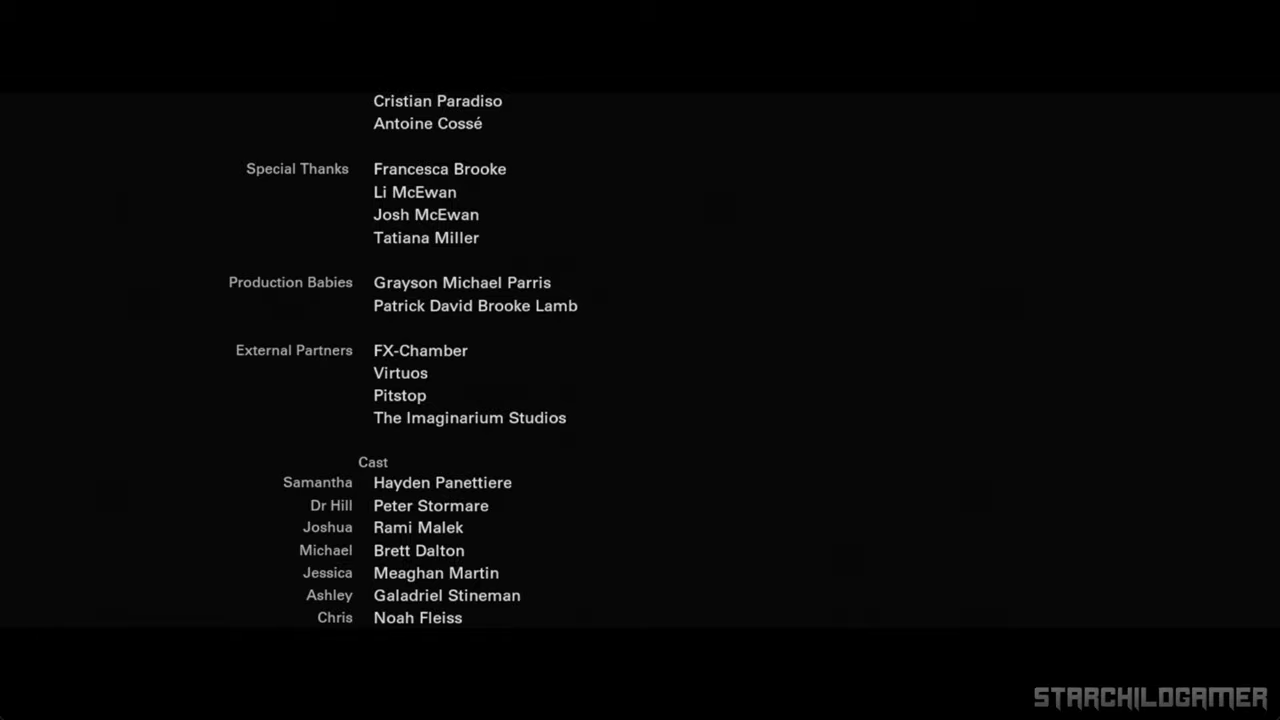 Cristian Paradiso
Antoine Cossé
Special Thanks Francesca Brooke
Li McEwan
Josh McEwan
Tatiana Miller
Production Babies Grayson Michael Parris
Patrick David Brooke Lamb
External Partners FX-Chamber
Virtuos
Pitstop
The Imaginarium Studios
Cast
Samantha Hayden Panettiere
Dr Hill Peter Stormare
Joshua Rami Malek
Michael Brett Dalton
Jessica Meaghan Martin
Ashley Galadriel Stineman
Chris Noah Fleiss
STARCHILDGAMER